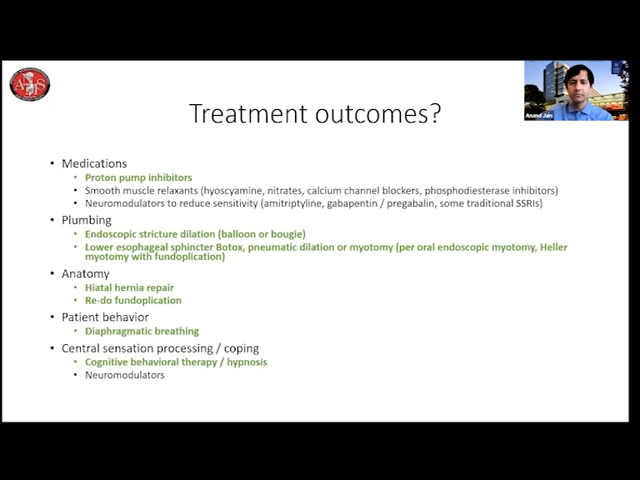 Treatment outcomes?
Anand Jain
• Medications
• Proton pump inhibitors
• Smooth muscle relaxants (hyoscyamine, nitrates, calcium channel blockers, phosphodiesterase inhibitors)
• Neuromodulators to reduce sensitivity (amitriptyline, gabapentin / pregabalin, some traditional SSRIs)
• Plumbing
• Endoscopic stricture dilation (balloon or bougie)
• Lower esophageal sphincter Botox, pneumatic dilation or myotomy (per oral endoscopic myotomy, Heller
myotomy with fundoplication)
• Anatomy
• Hiatal hernia repair
• Re-do fundoplication
• Patient behavior
• Diaphragmatic breathing
• Central sensation processing / coping
• Cognitive behavioral therapy / hypnosis
• Neuromodulators